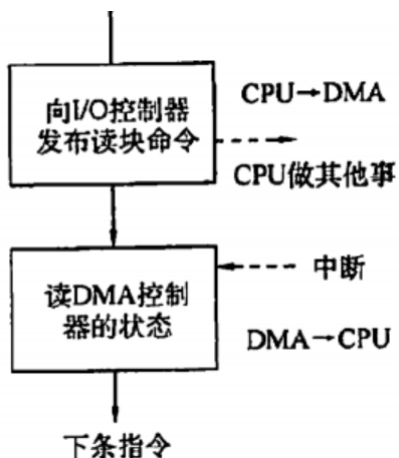 向I/O控制器
发布读块命令
CPU→DMA
CPU做其他事
读DMA控制
器的状态
中断
DMA→CPU
下条指令